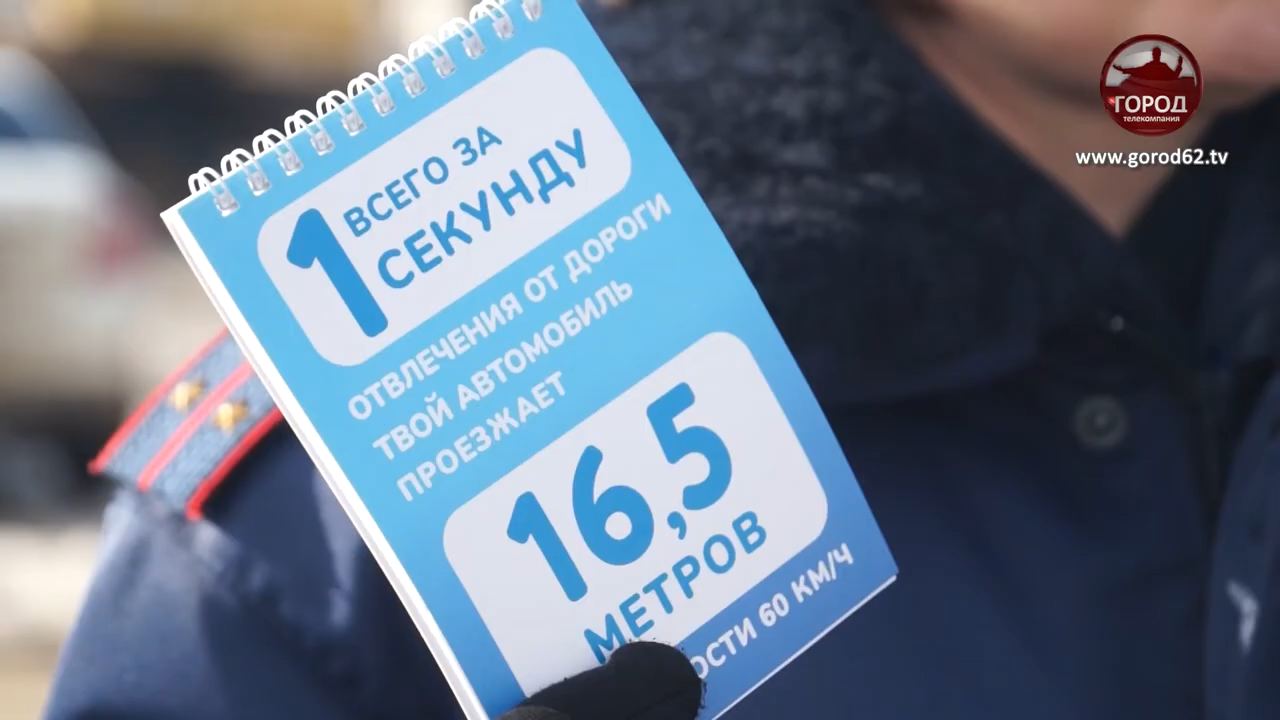 1 ВСЕГО ЗА
СЕКУНДУ
ОТВЛЕЧЕНИЯ ОТ ДОРОГИ
ТВОЙ АВТОМОБИЛЬ
ПРОЕЗЖАЕТ
16,5
МЕТРОВ
60 КМ/Ч
ГОРОД
телекомпания
www.gorod62.tv